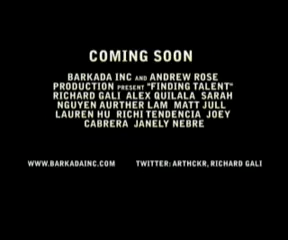 COMING SOON
BARKADA INC AND ANDREW ROSE
PRODUCTION PRESENT "FINDING TALENT"
RICHARD GALI ALEX QUILALA SARAH
NGUYEN AURTHER LAM MATT JULL
LAUREN HU RICHI TENDENCIA JOEY
CABRERA JANELY NEBRE
WWW.BARKADAINC.COM TWITTER: ARTHCKR, RICHARD GALI